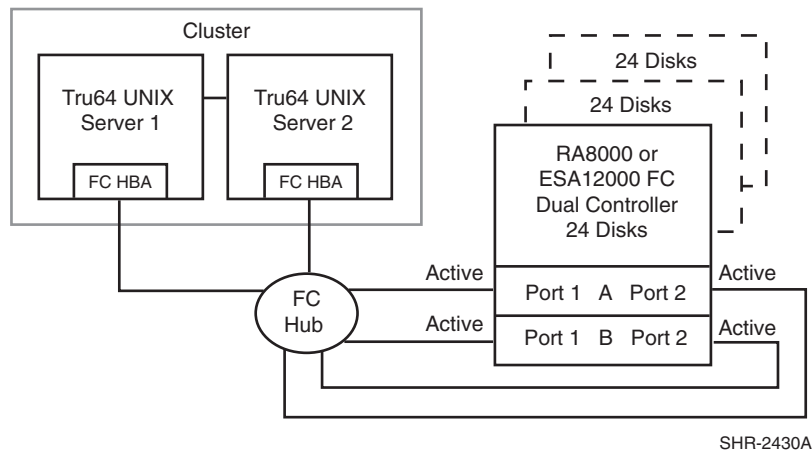 Cluster
Tru64 UNIX
Server 1
FC HBA
Tru64 UNIX
Server 2
FC HBA
24 Disks
24 Disks
RA8000 or
ESA12000 FC
Dual Controller
24 Disks
FC
Hub
Active
Port 1 A Port 2
Active
Active
Port 1 B Port 2
Active
SHR-2430A